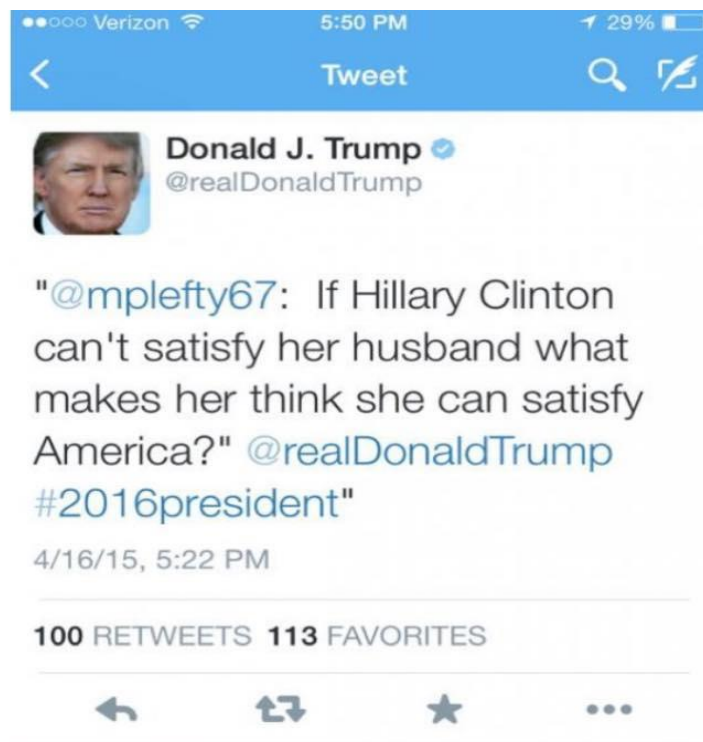 Verizon 5:50 PM 29%
Tweet
Donald J. Trump
@realDonaldTrump
"@mplefty67: If Hillary Clinton
can't satisfy her husband what
makes her think she can satisfy
America?" @realDonaldTrump
#2016president"
4/16/15, 5:22 PM
100 RETWEETS 113 FAVORITES